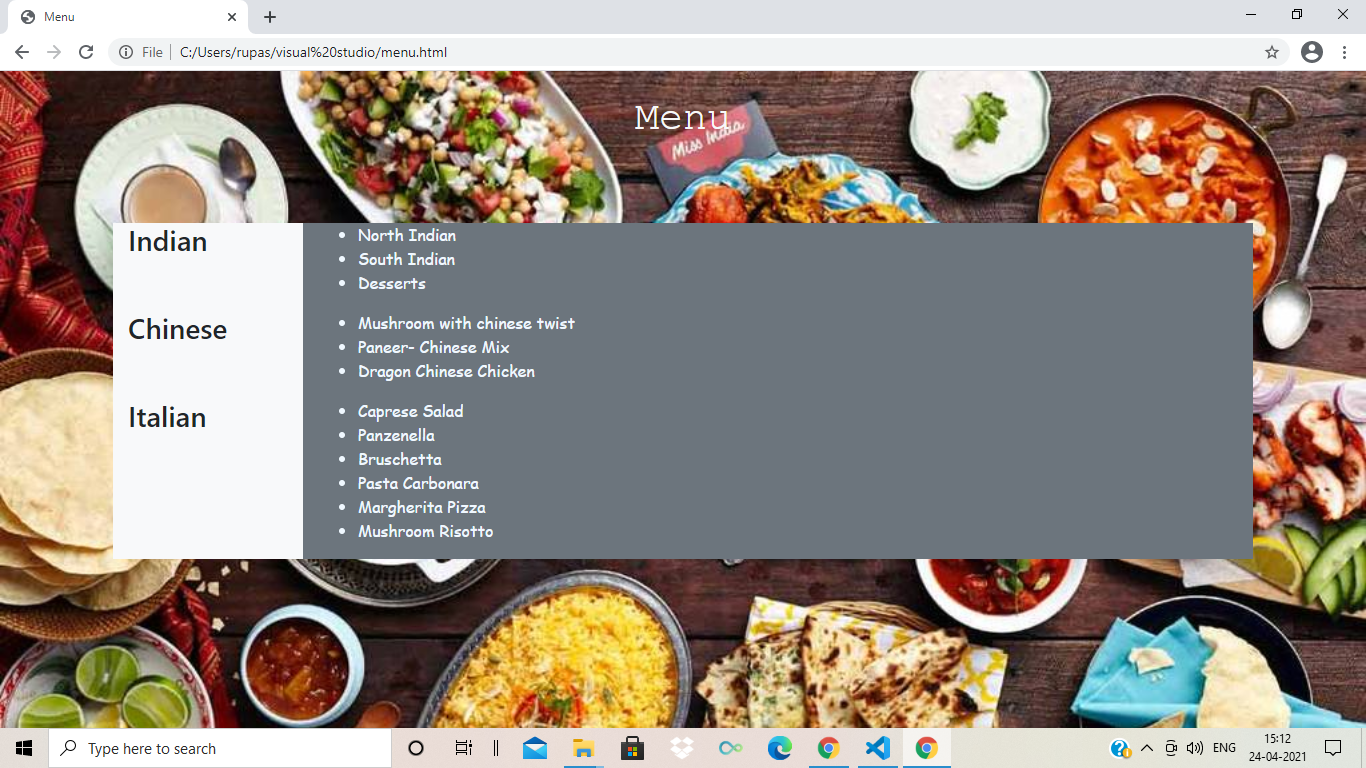 Menu
File
C:/Users/rupas/visual%20studio/menu.html
Menu
Miss India
Indian
North Indian
South Indian
Desserts
Chinese
Mushroom with chinese twist
Paneer- Chinese Mix
Dragon Chinese Chicken
Italian
Caprese Salad
Panzenella
Bruschetta
Pasta Carbonara
Margherita Pizza
Mushroom Risotto
Type here to search
ENG
15:12
24-04-2021